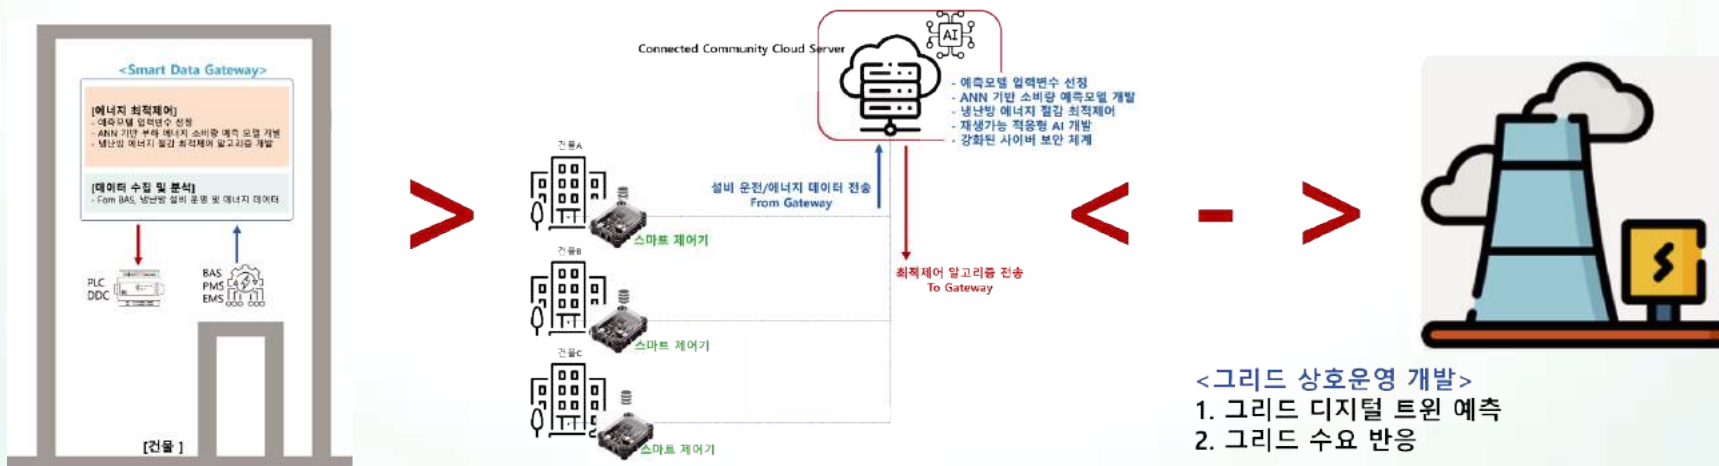 <Smart Data Gateway>
[에너지 최적제어]
- 예측모델 입력변수 선정
- ANN 기반 부하 에너지 소비량 예측 모델 개발
- 냉난방 에너지 절감 최적제어 알고리즘 개발
[데이터 수집 및 분석]
- Fom BAS, 냉난방 설비 운영 및 에너지 데이터
PLC
DDC
BAS
PMS
EMS
[건물 ]
>
Connected Community Cloud Server
AI
- 예측모델 입력변수 선정
- ANN 기반 소비량 예측모델 개발
- 냉난방 에너지 절감 최적제어
- 재생가능 적응형 AI 개발
- 강화된 사이버 보안 체계
건물A
스마트 제어기
건물B
스마트 제어기
건물C
스마트 제어기
설비 운전/에너지 데이터 전송
From Gateway
최적제어 알고리즘 전송
To Gateway
< - >
<그리드 상호운영 개발>
1. 그리드 디지털 트윈 예측
2. 그리드 수요 반응